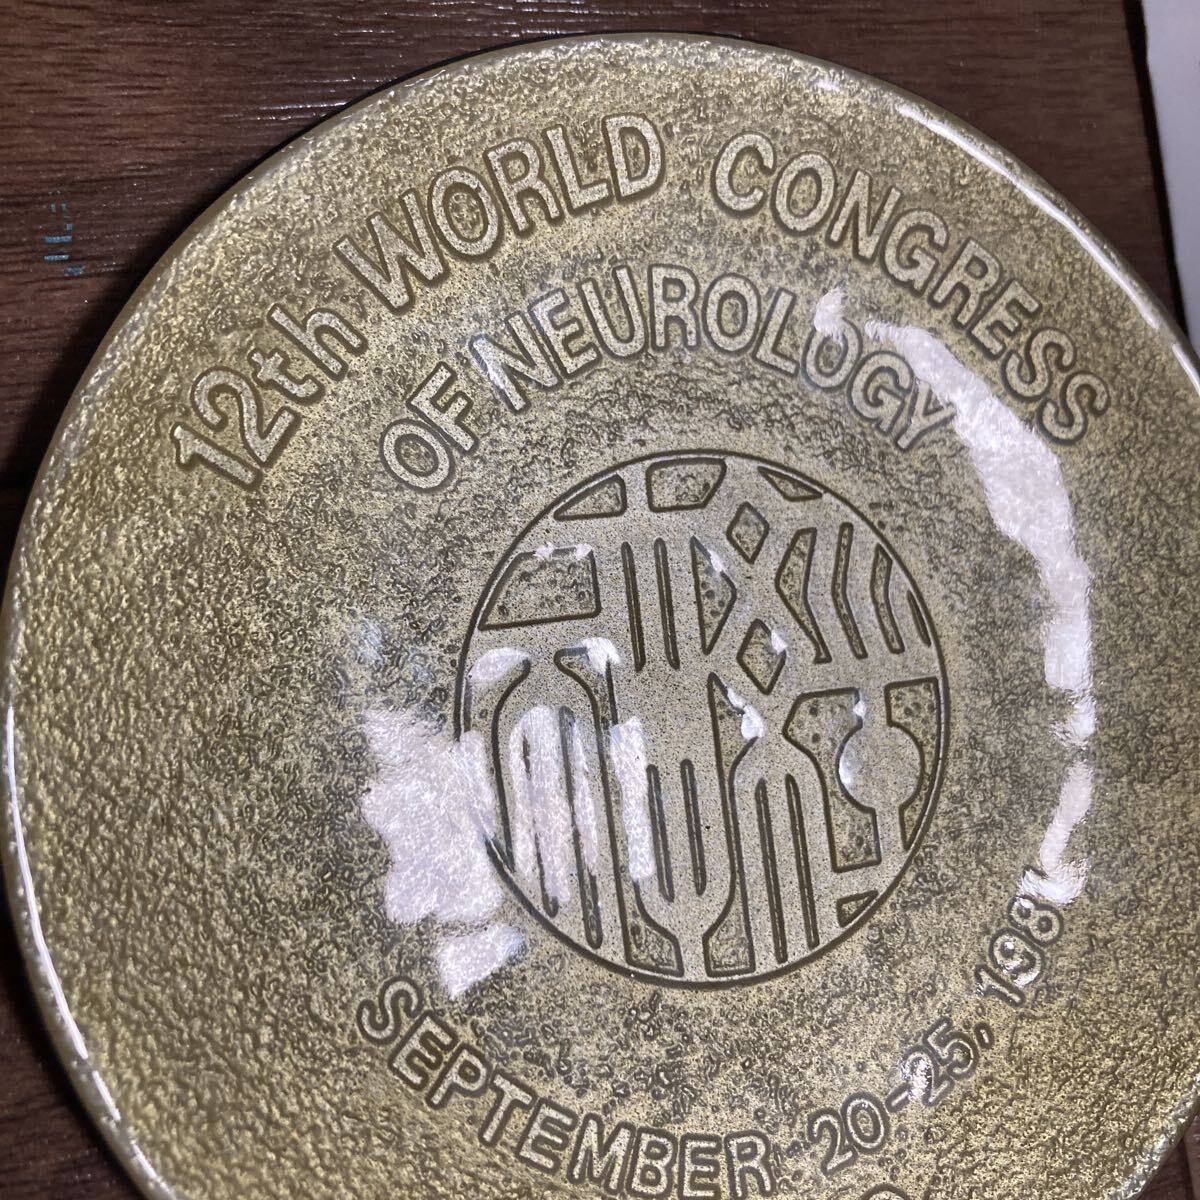 12th WORLD CONGRESS
OF NEUROLOGY
SEPTEMBER 20-25, 198